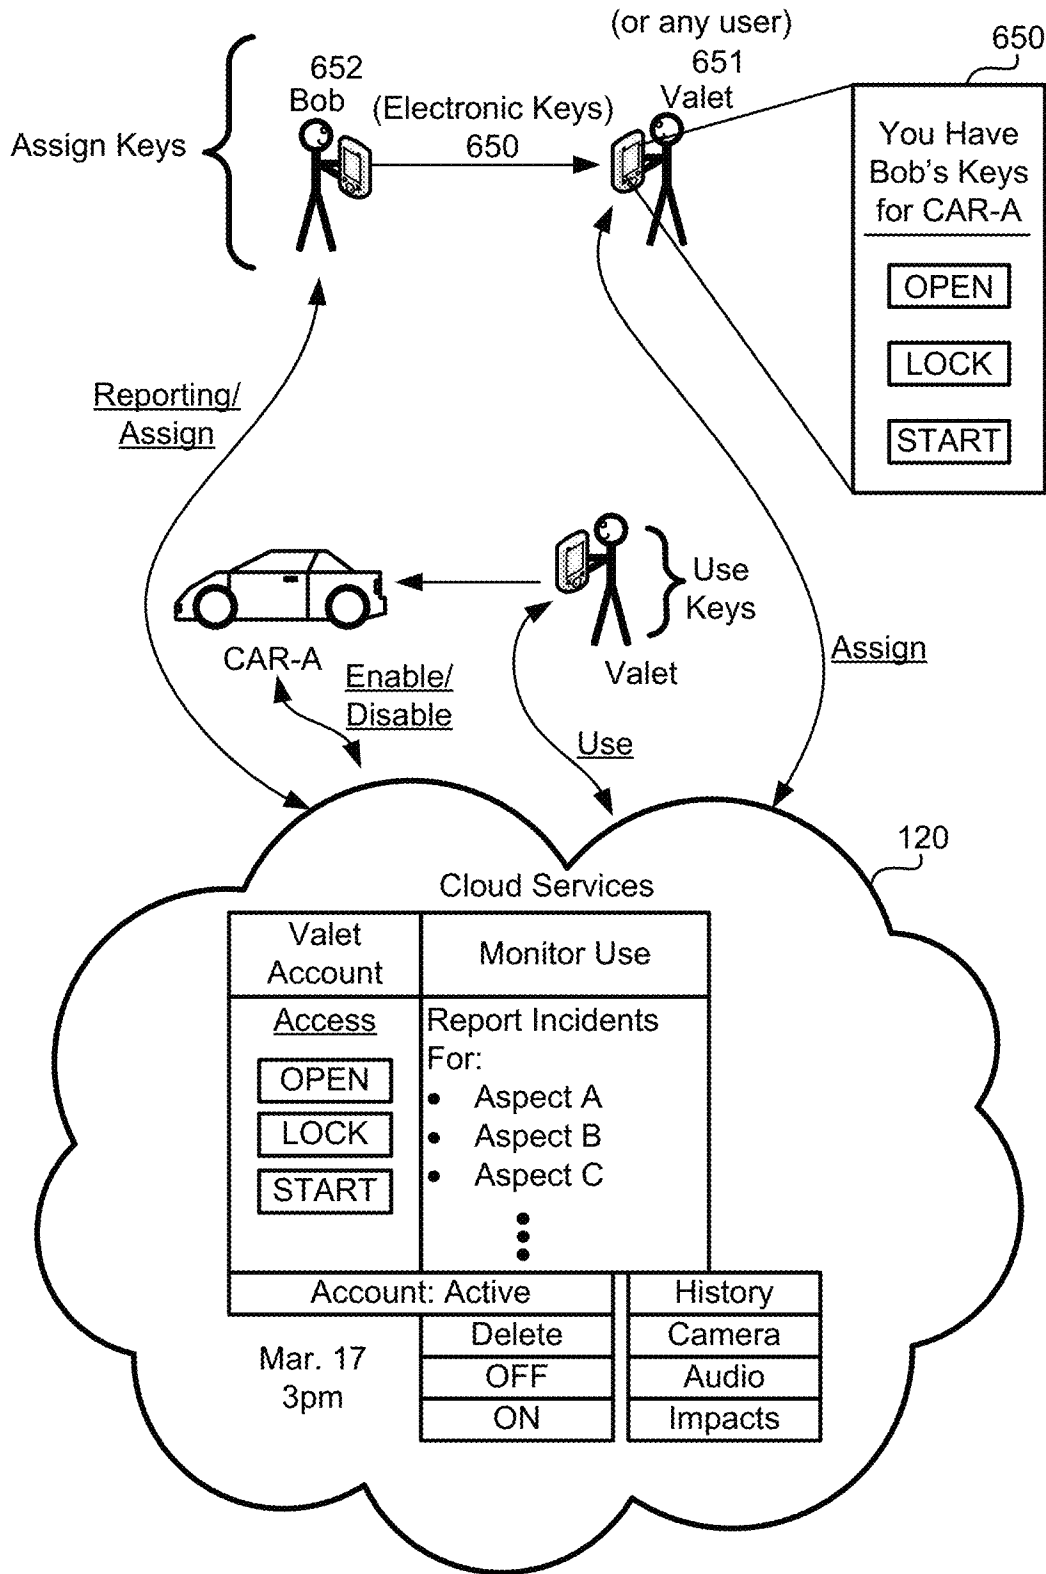 (or any user)
650
652
651
Bob
Valet
(Electronic Keys)
650
Assign Keys
You Have
Bob's Keys
for CAR-A
OPEN
LOCK
START
Reporting/
Assign
Use
Keys
CAR-A
Valet
Assign
Enable/
Disable
Use
120
Cloud Services
Valet
Account
Monitor Use
Access
OPEN
LOCK
START
Report Incidents
For:
• Aspect A
• Aspect B
• Aspect C
Account: Active
Delete
OFF
ON
History
Camera
Audio
Impacts
Mar. 17
3pm